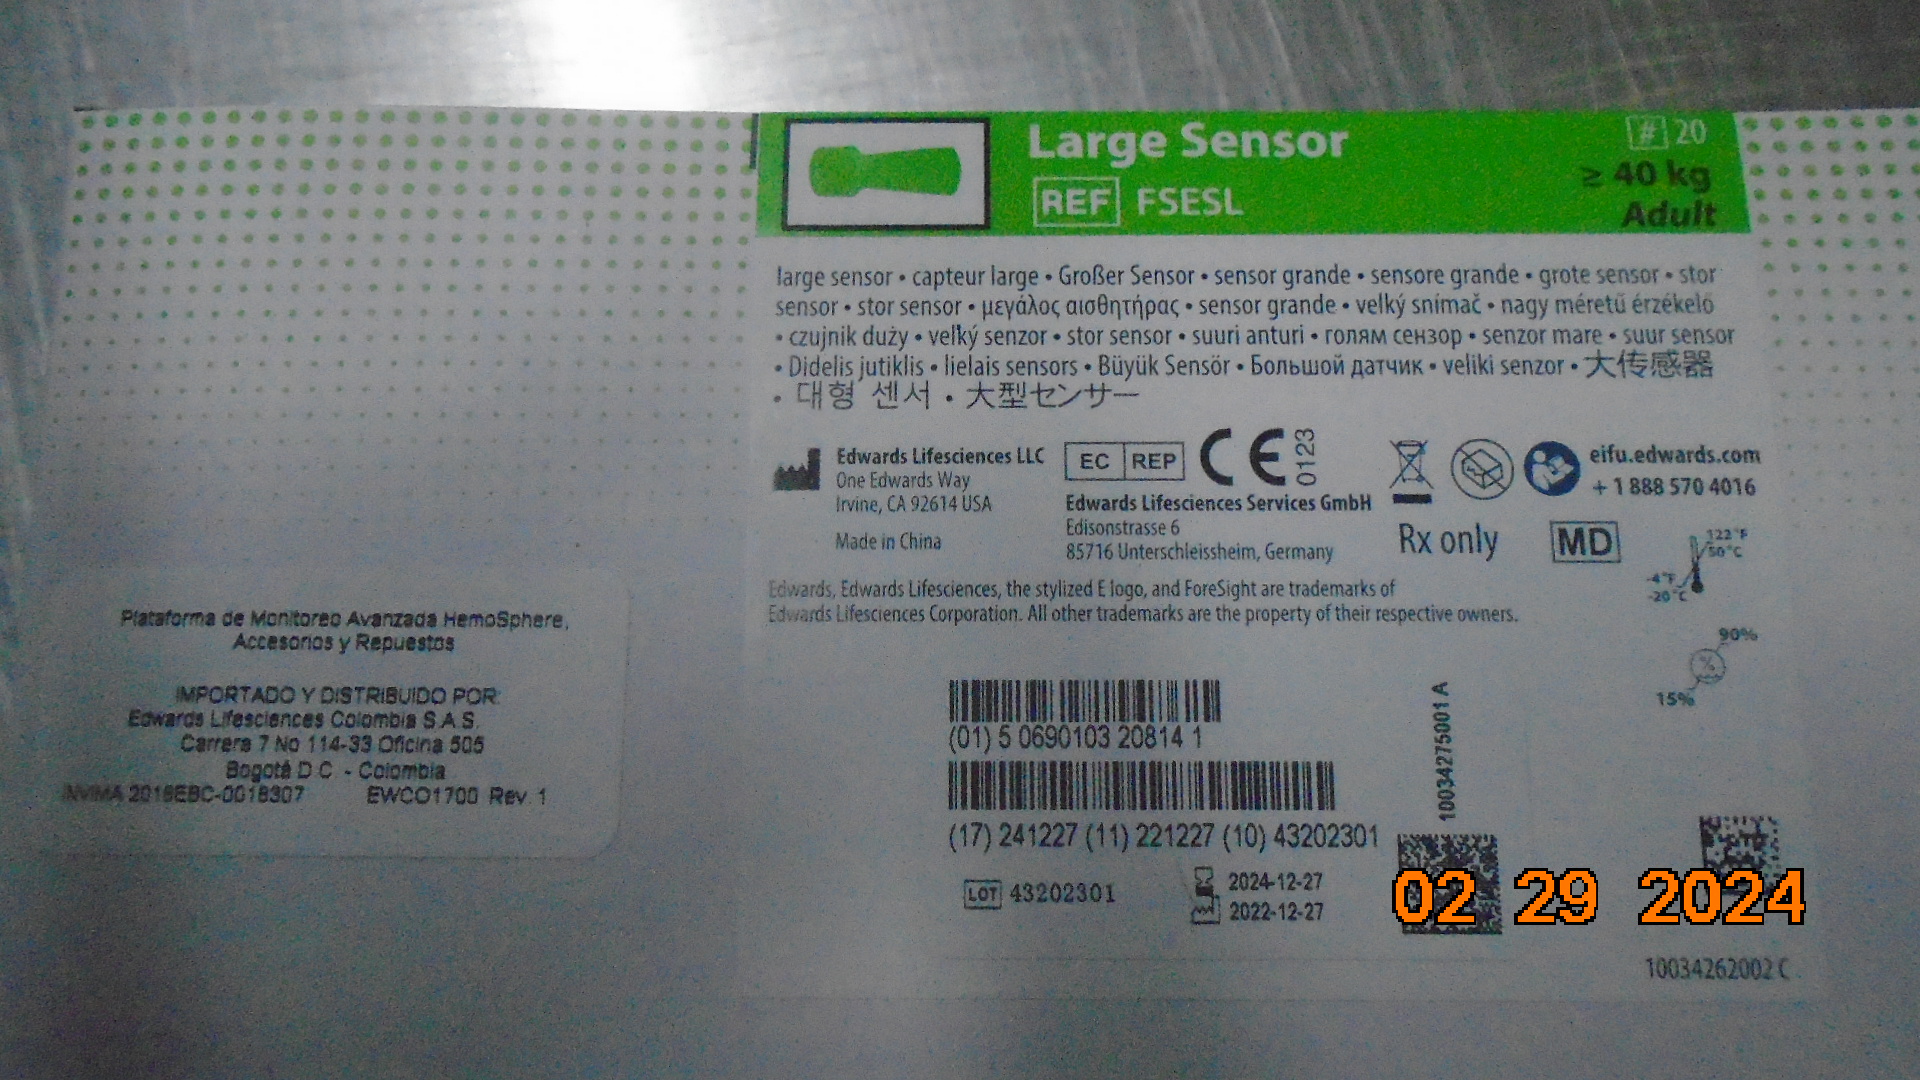 Large Sensor
# 20
REF FSESL
≥ 40 kg
Adult
large sensor • capteur large • Großer Sensor • sensor grande • sensore grande • grote sensor • stor
sensor • stor sensor • μεγάλος αισθητήρας • sensor grande • velký snímač • nagy méretű érzékelő
• czujnik duży • veľký senzor • stor sensor • suuri anturi • голям сензор • senzor mare • suur sensor
• Didelis jutiklis • lielais sensors • Büyük Sensör • Большой датчик • veliki senzor • 大传感器
• 대형 센서 • 大型センサー
Edwards Lifesciences LLC
One Edwards Way
Irvine, CA 92614 USA
Made in China
EC REP
CE 0123
Edwards Lifesciences Services GmbH
Edisonstrasse 6
85716 Unterschleissheim, Germany
eifu.edwards.com
+ 1 888 570 4016
Rx only
MD
122°F
50°C
-4°F
-20°C
Edwards, Edwards Lifesciences, the stylized E logo, and ForeSight are trademarks of
Edwards Lifesciences Corporation. All other trademarks are the property of their respective owners.
90%
%
15%
Plataforma de Monitoreo Avanzada HemoSphere,
Accesorios y Repuestos
IMPORTADO Y DISTRIBUIDO POR:
Edwards Lifesciences Colombia S.A.S.
Carrera 7 No 114-33 Oficina 505
Bogotá D.C. - Colombia
INVIMA 2018EBC-0018307 EWCO1700 Rev. 1
(01) 5 0690103 20814 1
(17) 241227 (11) 221227 (10) 43202301
10034275001 A
LOT 43202301
2024-12-27
2022-12-27
02 29 2024
10034262002 C